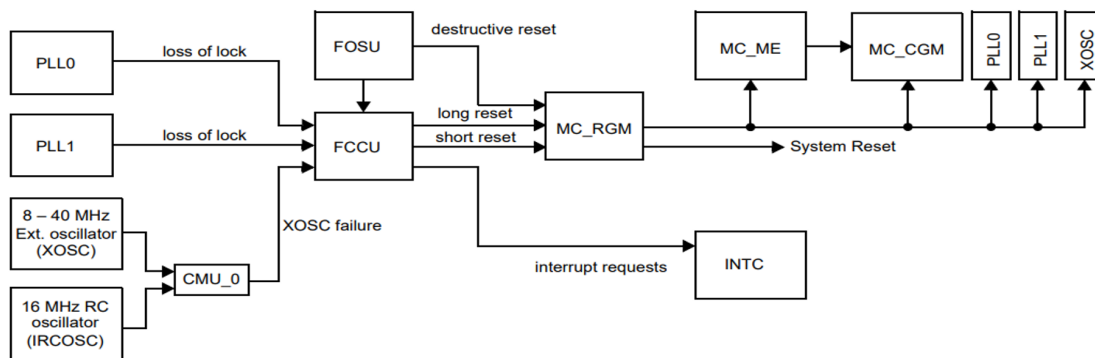 PLL0
loss of lock
FOSU
destructive reset
MC_ME
MC_CGM
PLL0
PLL1
XOSC
PLL1
loss of lock
FCCU
long reset
short reset
MC_RGM
System Reset
8 – 40 MHz
Ext. oscillator
(XOSC)
XOSC failure
CMU_0
interrupt requests
INTC
16 MHz RC
oscillator
(IRCOSC)